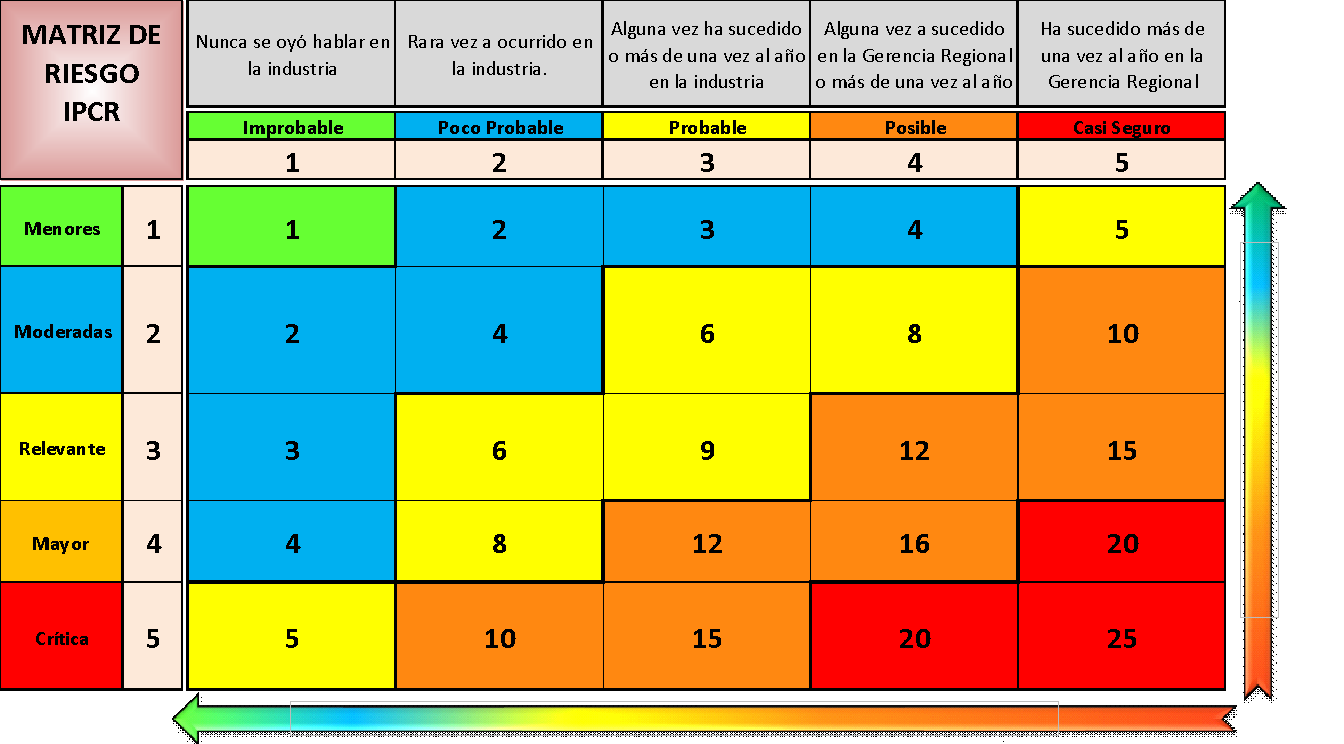 MATRIZ DE
RIESGO
IPCR
Nunca se oyó hablar en
la industria
Rara vez a ocurrido en
la industria.
Alguna vez ha sucedido
o más de una vez al año
en la industria
Alguna vez a sucedido
en la Gerencia Regional
o más de una vez al año
Ha sucedido más de
una vez al año en la
Gerencia Regional
Improbable Poco Probable Probable Posible Casi Seguro
1 2 3 4 5
Menores 1 1 2 3 4 5
Moderadas 2 2 4 6 8 10
Relevante 3 3 6 9 12 15
Mayor 4 4 8 12 16 20
Crítica 5 5 10 15 20 25